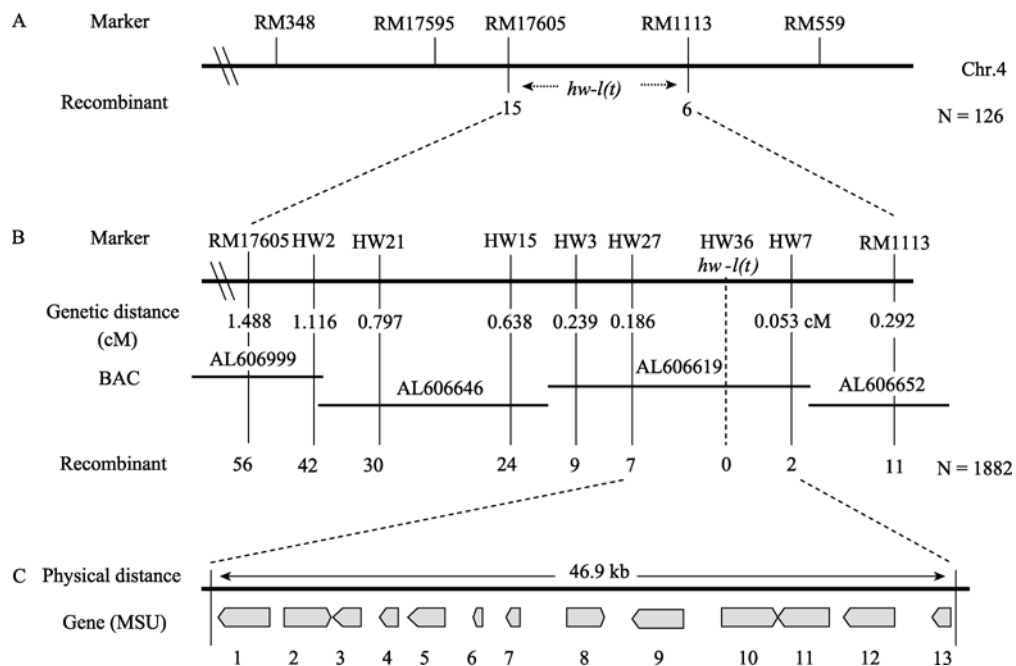 A Marker RM348 RM17595 RM17605 RM1113 RM559
Chr.4
hw-l(t)
Recombinant 15 6 N = 126
B Marker RM17605 HW2 HW21 HW15 HW3 HW27 HW36 HW7 RM1113
hw-l(t)
Genetic distance (cM) 1.488 1.116 0.797 0.638 0.239 0.186 0.053 cM 0.292
BAC AL606999 AL606646 AL606619 AL606652
Recombinant 56 42 30 24 9 7 0 2 11 N = 1882
C Physical distance 46.9 kb
Gene (MSU)
1 2 3 4 5 6 7 8 9 10 11 12 13